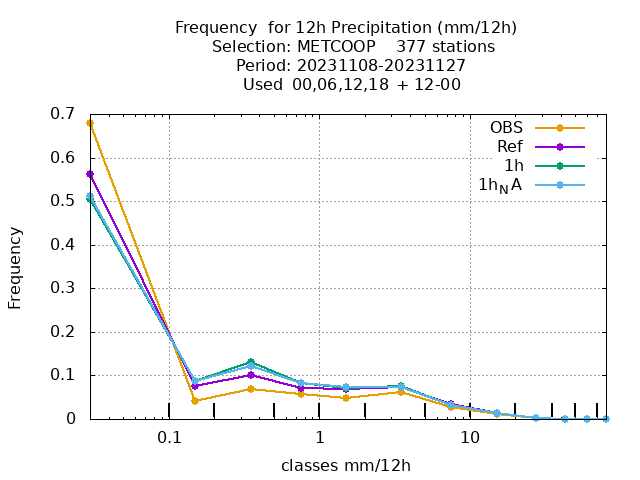 Frequency for 12h Precipitation (mm/12h)
Selection: METCOOP 377 stations
Period: 20231108-20231127
Used 00,06,12,18 + 12-00
0.7
0.6
0.5
0.4
0.3
0.2
0.1
0
Frequency
OBS
Ref
1h
1h_NA
0.1 1 10
classes mm/12h